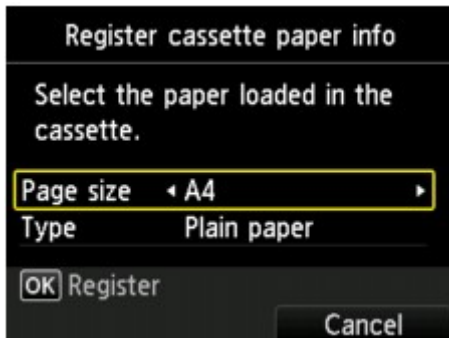 Register cassette paper info
Select the paper loaded in the
cassette.
Page size A4
Type Plain paper
OK Register
Cancel